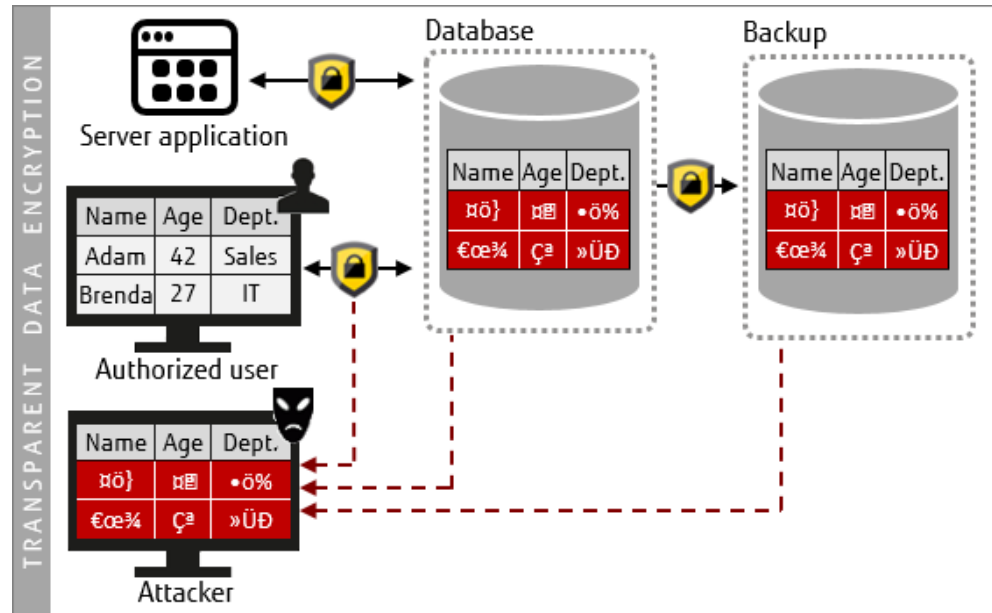 TRANSPARENT DATA ENCRYPTION
Database
Backup
Server application
Name Age Dept.
¤ö} ¤ •ö%
€œ¾ Çª »ÜÐ
Name Age Dept.
¤ö} ¤ •ö%
€œ¾ Çª »ÜÐ
Name Age Dept.
Adam 42 Sales
Brenda 27 IT
Authorized user
Name Age Dept.
¤ö} ¤ •ö%
€œ¾ Çª »ÜÐ
Attacker